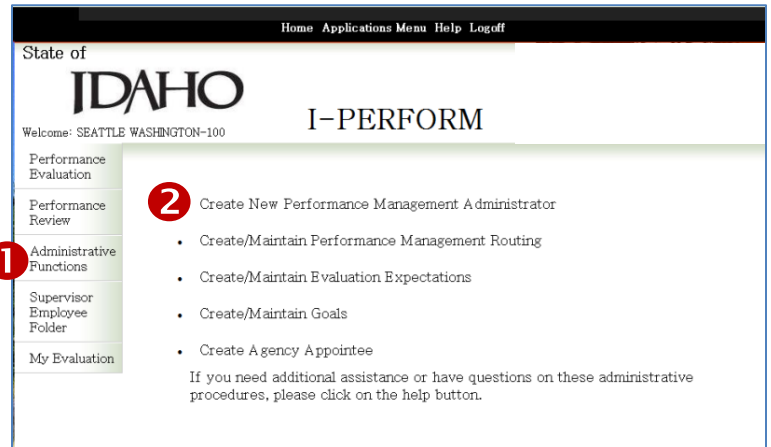 Home Applications Menu Help Logoff
State of
IDAHO
I-PERFORM
Welcome: SEATTLE WASHINGTON-100
Performance
Evaluation
Performance
Review
1 Administrative
Functions
Supervisor
Employee
Folder
My Evaluation
2 Create New Performance Management Administrator
• Create/Maintain Performance Management Routing
• Create/Maintain Evaluation Expectations
• Create/Maintain Goals
• Create Agency Appointee
If you need additional assistance or have questions on these administrative
procedures, please click on the help button.